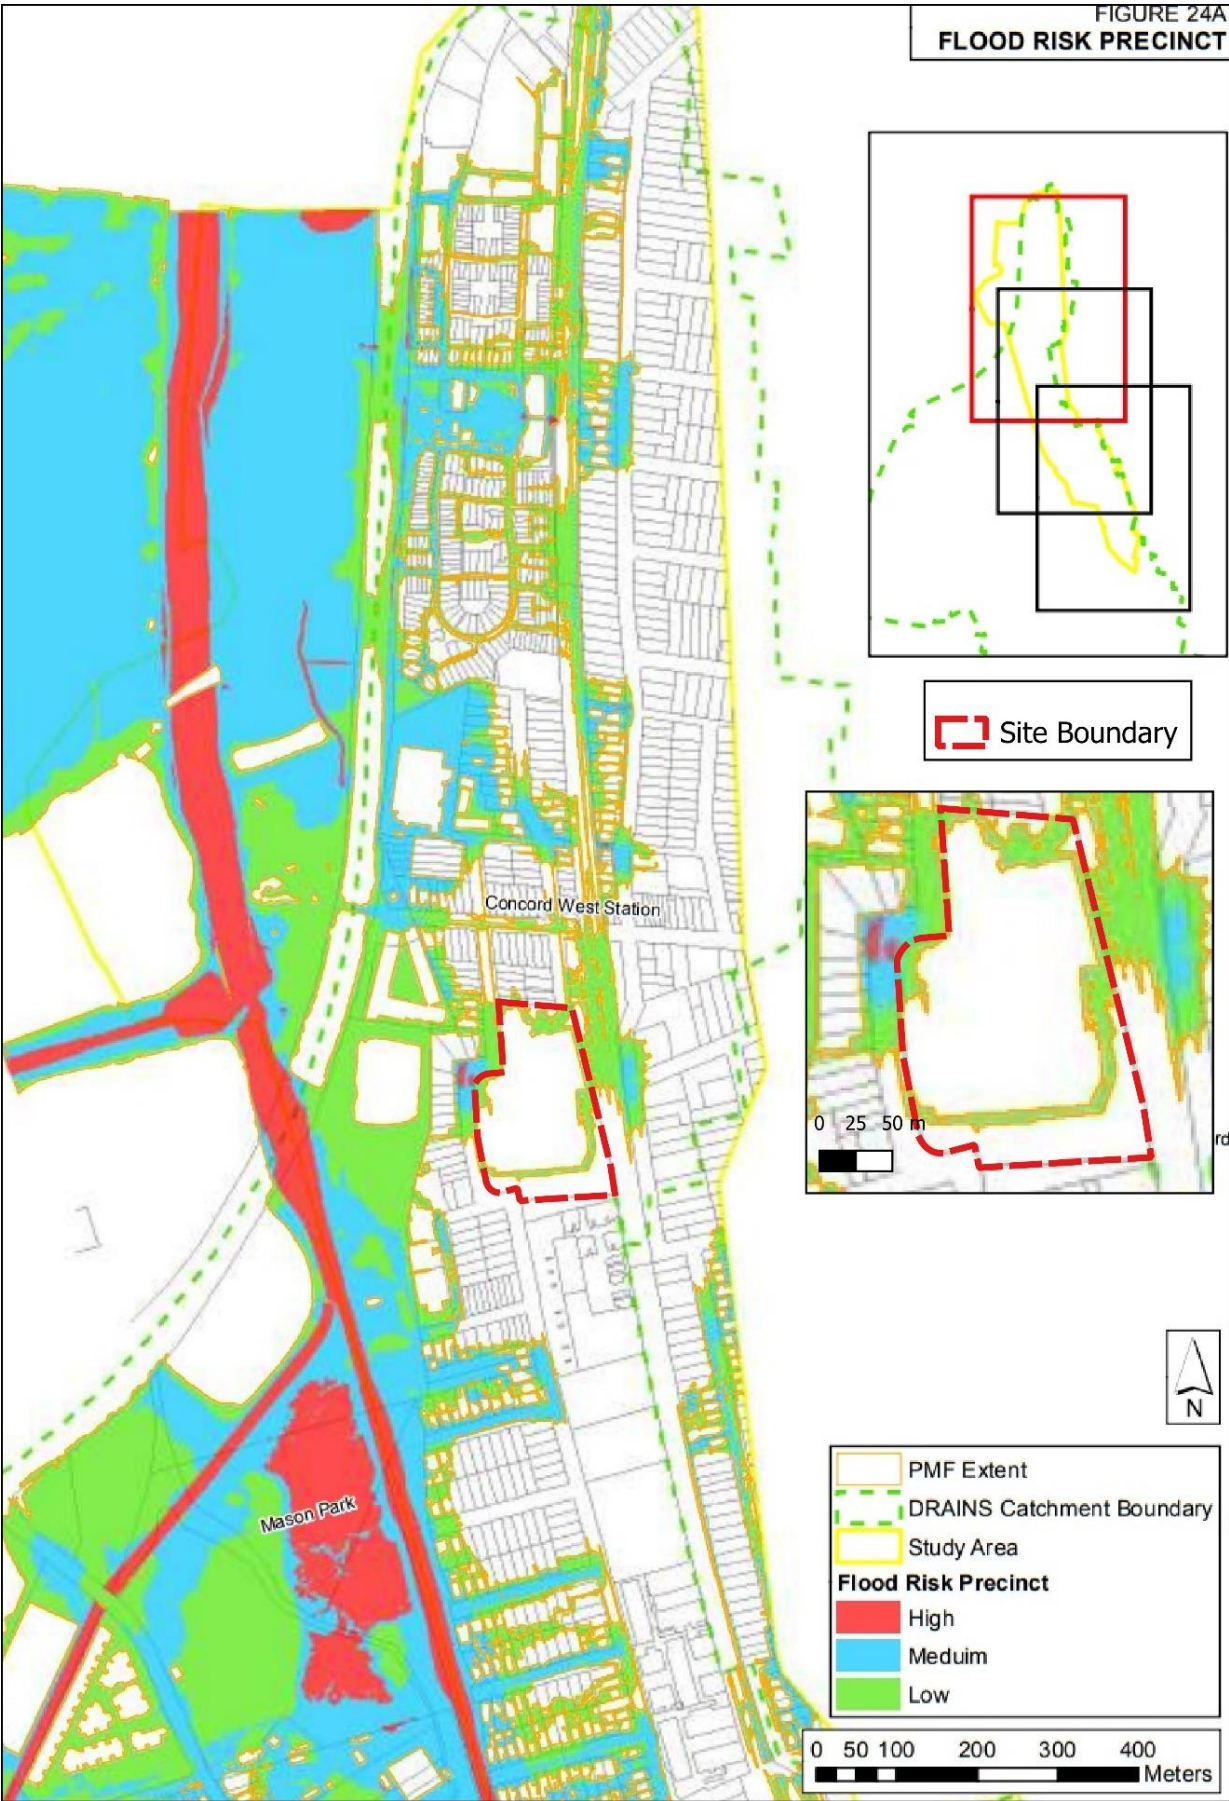 FIGURE 24A
FLOOD RISK PRECINCT
Site Boundary
Concord West Station
0 25 50 m
rd
N
Mason Park
PMF Extent
DRAINS Catchment Boundary
Study Area
Flood Risk Precinct
High
Meduim
Low
0 50 100 200 300 400
Meters